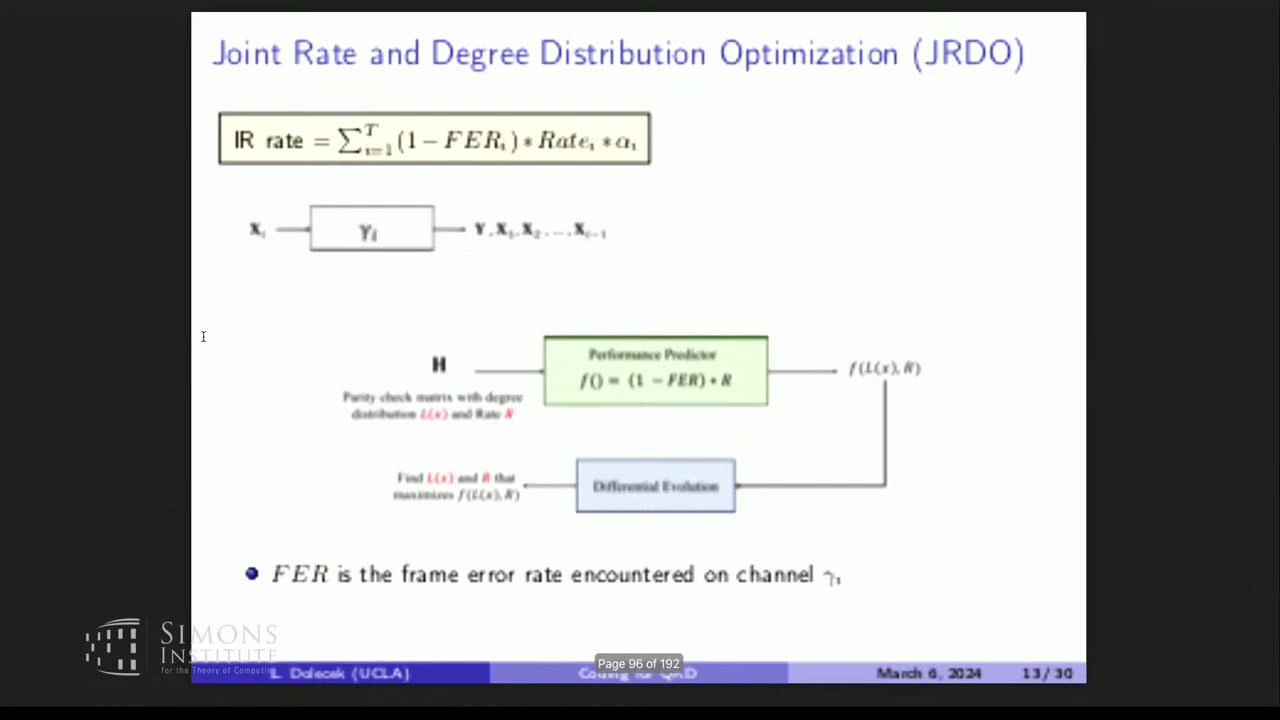 Joint Rate and Degree Distribution Optimization (JRDO)
IR rate = ∑_{i=1}^{T} (1 − FER_i) * Rate_i * α_i
X_i γ_i Y, X_1, X_2, ..., X_{i−1}
H
Performance Predictor
f() = (1 − FER) * R
f(L(x), R)
Parity check matrix with degree
distribution L(x) and Rate R
Find L(x) and R that
maximizes f(L(x), R)
Differential Evolution
FER is the frame error rate encountered on channel γ_i
SIMONS
INSTITUTE
for the Theory of Computing
L. Dolecek (UCLA) Coding for QKD March 6, 2024 13 / 30
Page 96 of 192